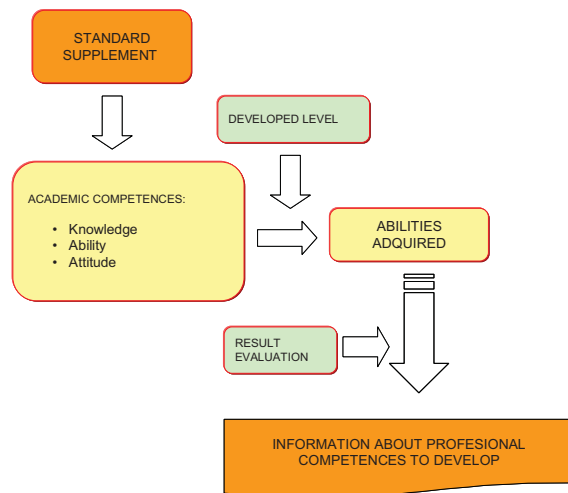 STANDARD
SUPPLEMENT
DEVELOPED LEVEL
ACADEMIC COMPETENCES:
• Knowledge
• Ability
• Attitude
ABILITIES
ADQUIRED
RESULT
EVALUATION
INFORMATION ABOUT PROFESIONAL
COMPETENCES TO DEVELOP